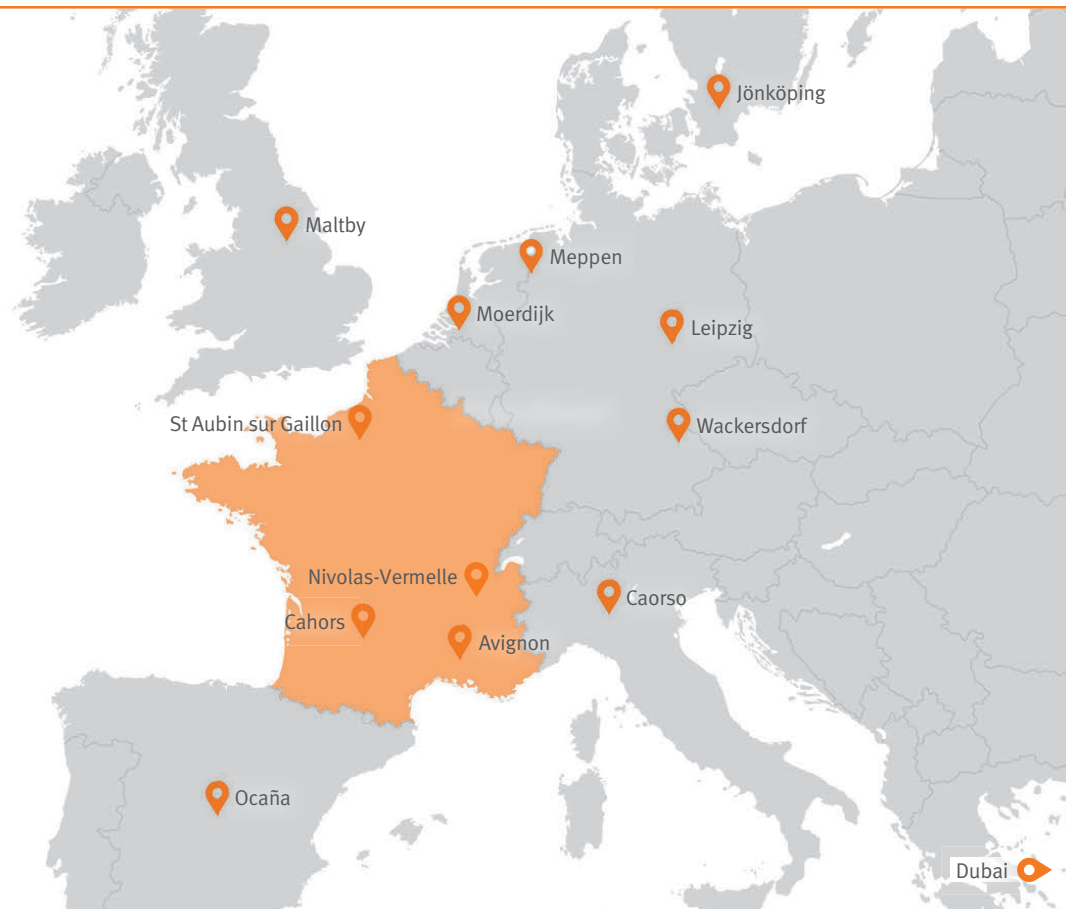 Jönköping
Maltby
Meppen
Moerdijk
Leipzig
St Aubin sur Gaillon
Wackersdorf
Nivolas-Vermelle
Caorso
Cahors
Avignon
Ocaña
Dubai